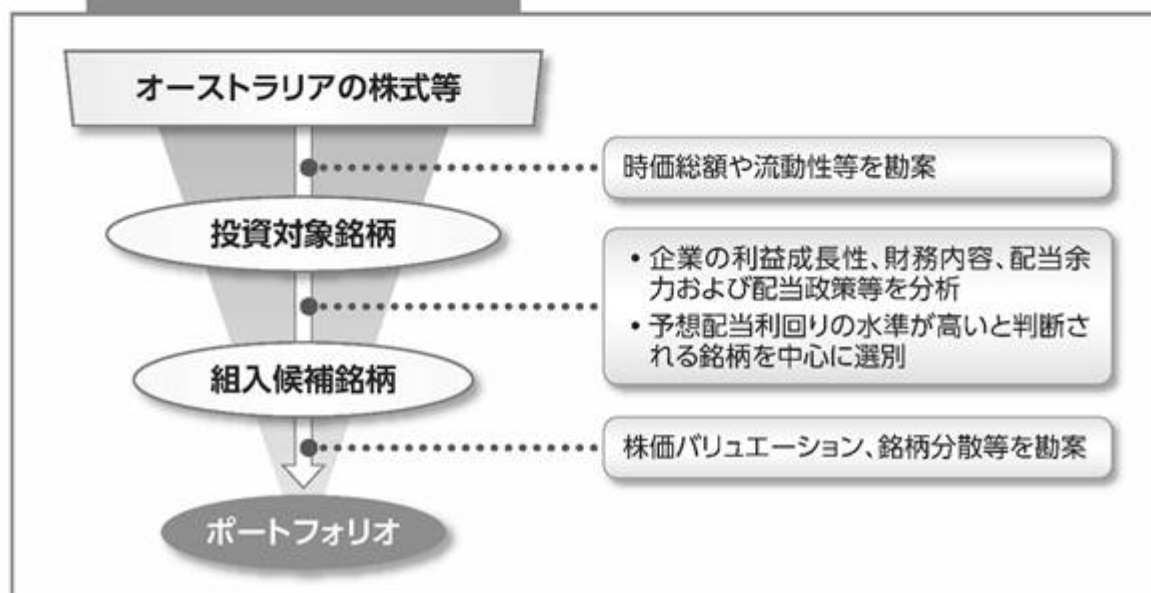 オーストラリアの株式等
時価総額や流動性等を勘案
投資対象銘柄
• 企業の利益成長性、財務内容、配当余
力および配当政策等を分析
• 予想配当利回りの水準が高いと判断さ
れる銘柄を中心に選別
組入候補銘柄
株価バリュエーション、銘柄分散等を勘案
ポートフォリオ